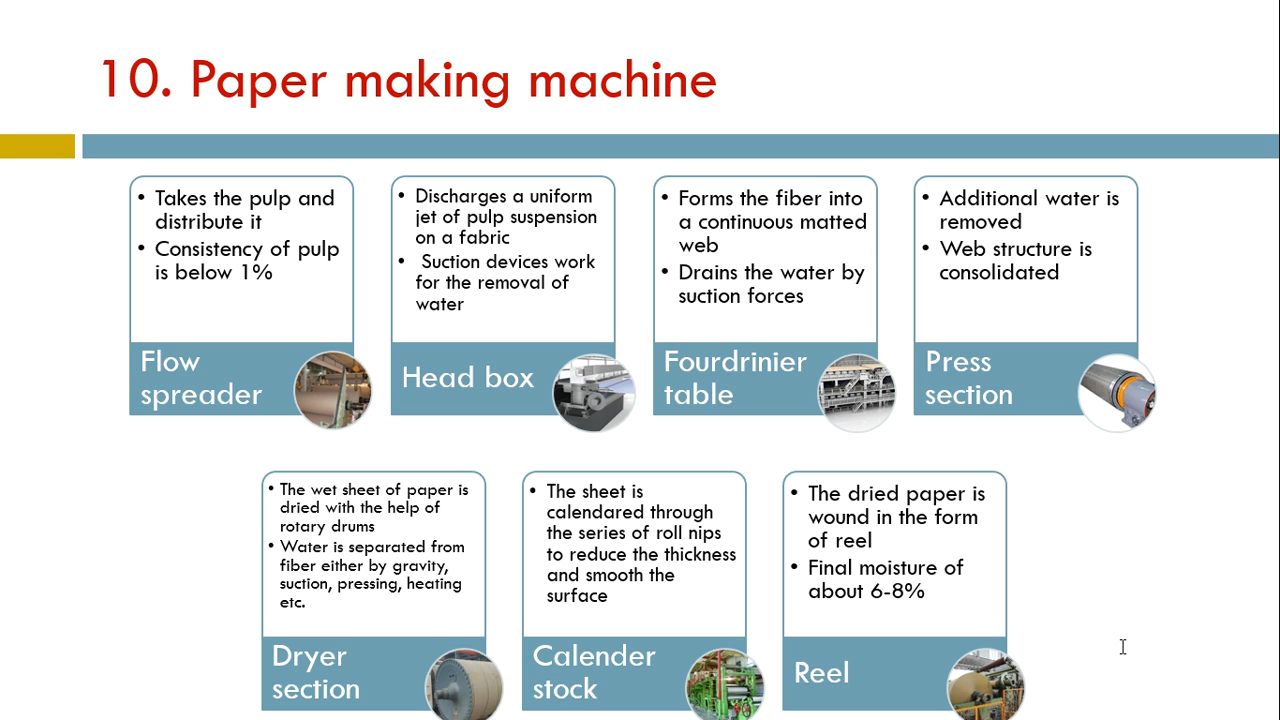 10. Paper making machine
• Takes the pulp and
distribute it
• Consistency of pulp
is below 1%
Flow
spreader
• Discharges a uniform
jet of pulp suspension
on a fabric
• Suction devices work
for the removal of
water
Head box
• Forms the fiber into
a continuous matted
web
• Drains the water by
suction forces
Fourdrinier
table
• Additional water is
removed
• Web structure is
consolidated
Press
section
• The wet sheet of paper is
dried with the help of
rotary drums
• Water is separated from
fiber either by gravity,
suction, pressing, heating
etc.
Dryer
section
• The sheet is
calendared through
the series of roll nips
to reduce the thickness
and smooth the
surface
Calender
stock
• The dried paper is
wound in the form
of reel
• Final moisture of
about 6-8%
Reel